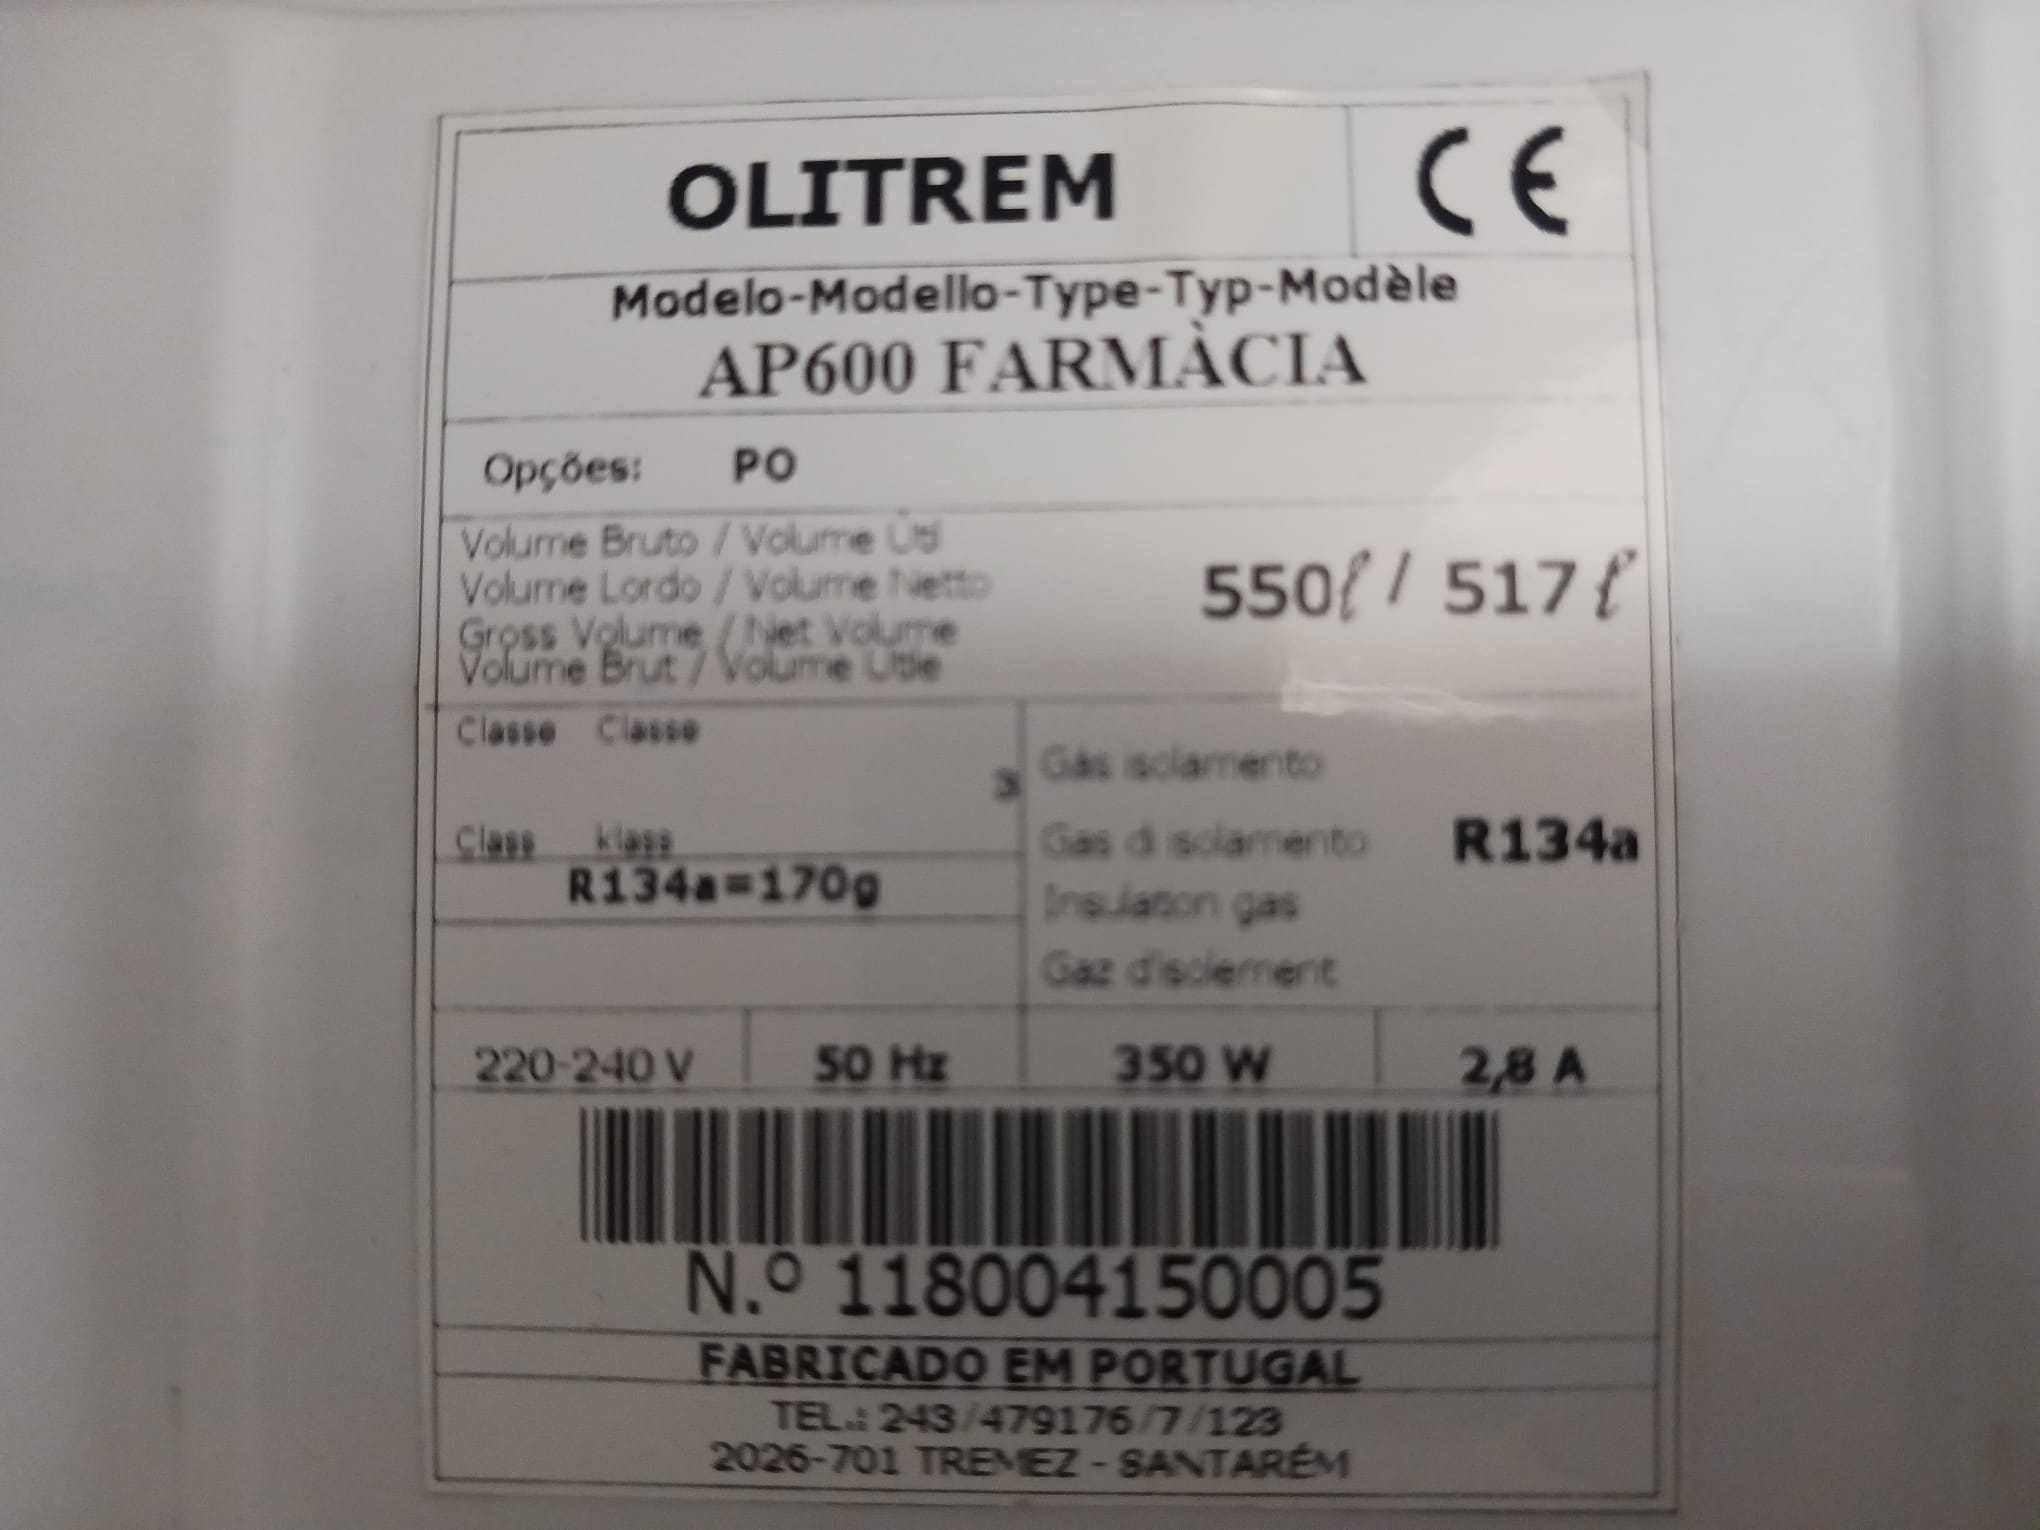 OLITREM CE
Modelo-Modello-Type-Typ-Modèle
AP600 FARMÀCIA
Opções: PO
Volume Bruto / Volume Ùtil
Volume Lordo / Volume Netto
550ℓ / 517 ℓ
Gross Volume / Net Volume
Volume Brut / Volume Utile
Classe Classe
Gás isolamento
3
Class klass
Gas di isolamento R134a
R134a=170g
Insulation gas
Gaz d'isolement
220-240 V 50 Hz 350 W 2,8 A
N.º 118004150005
FABRICADO EM PORTUGAL
TEL.: 243/479176/7/123
2026-701 TREMEZ - SANTARÉM